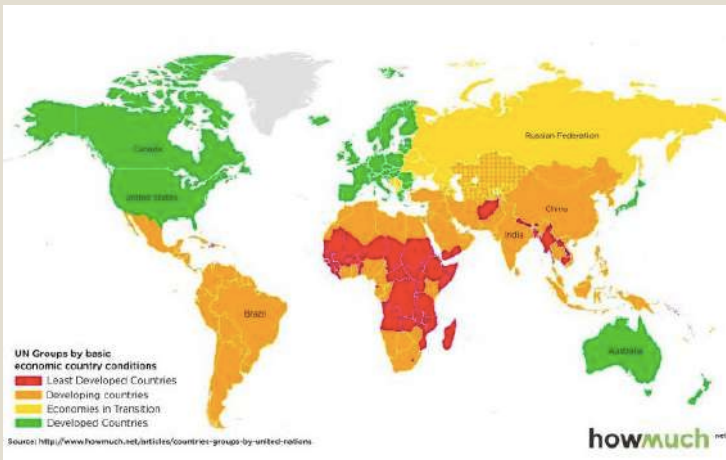 Russian Federation
Canada
United States
China
India
Brazil
Australia
UN Groups by basic
economic country conditions
Least Developed Countries
Developing countries
Economies in Transition
Developed Countries
Source: http://www.howmuch.net/articles/countries-groups-by-united-nations
howmuch net